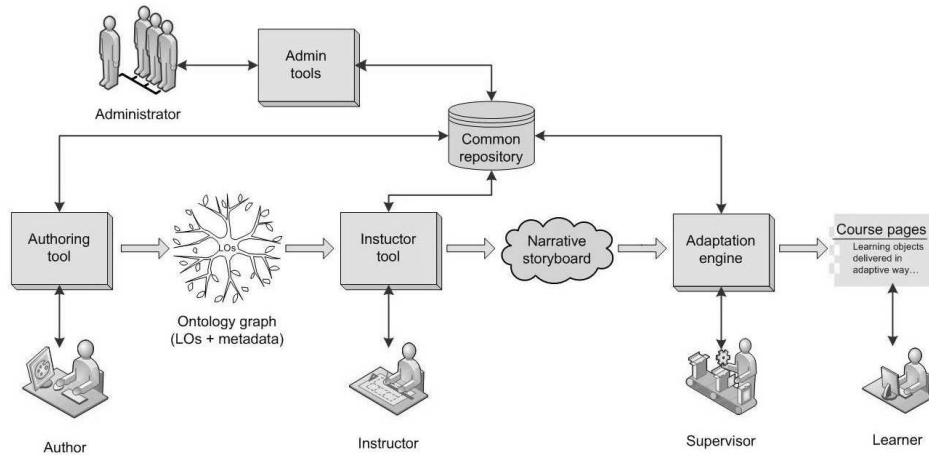 Admin
tools
Administrator
Common
repository
Authoring
tool
LOs
Instuctor
tool
Narrative
storyboard
Adaptation
engine
Course pages
Learning objects
delivered in
adaptive way...
Ontology graph
(LOs + metadata)
Author
Instructor
Supervisor
Learner